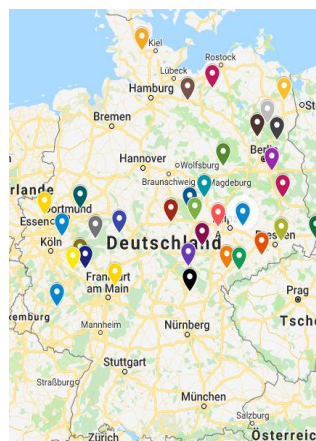 Kiel
Rostock
Lübeck
Hamburg
Bremen
Berlin
Hannover
Wolfsburg
Braunschweig
Magdeburg
rlande
Dortmund
Essen
Köln
Deutschland
Dresden
Frankfurt
am Main
Prag
xemburg
Tsche
Mannheim
Nürnberg
Stuttgart
Straßburg
München
Salzburg
Zürich
Österreic